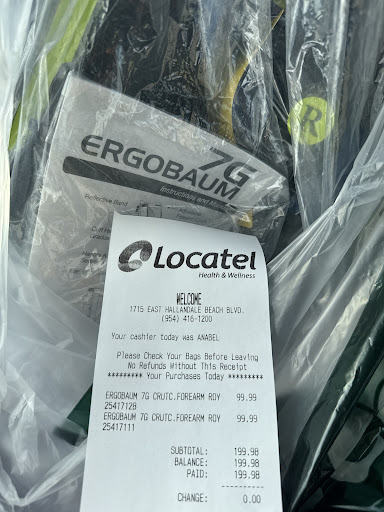 R
ERGOBAUM 7G
Reflective Band
Locatel
Health & Wellness
WELCOME
1715 EAST HALLANDALE BEACH BLVD.
(954) 416-1200
Your cashier today was ANABEL
Please Check Your Bags Before Leaving
No Refunds Without This Receipt
********* Your Purchases Today *********
ERGOBAUM 7G CRUTC.FOREARM ROY 99.99
25417128
ERGOBAUM 7G CRUTC.FOREARM ROY 99.99
25417111
SUBTOTAL: 199.98
BALANCE: 199.98
PAID: 199.98
----------
CHANGE: 0.00